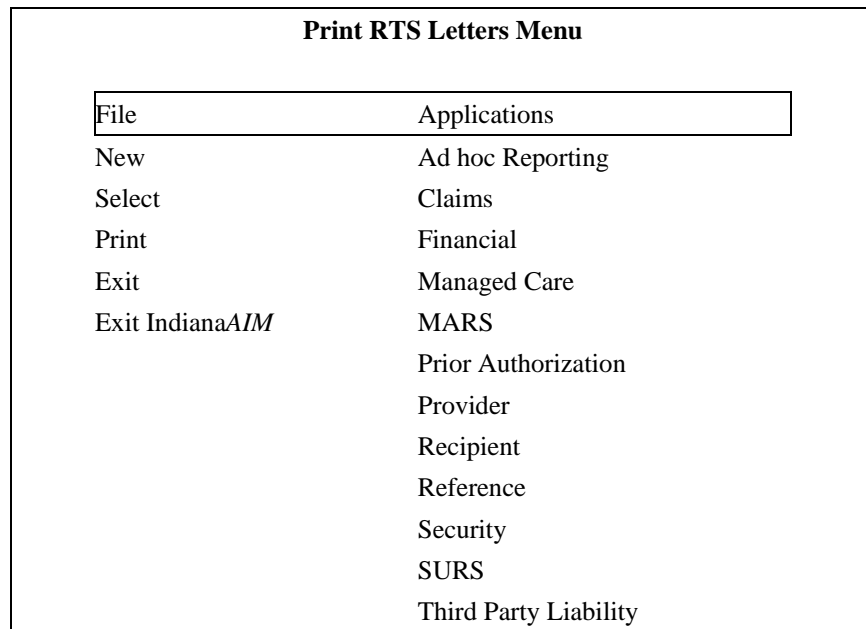 Print RTS Letters Menu
File Applications
New Ad hoc Reporting
Select Claims
Print Financial
Exit Managed Care
Exit IndianaAIM MARS
Prior Authorization
Provider
Recipient
Reference
Security
SURS
Third Party Liability